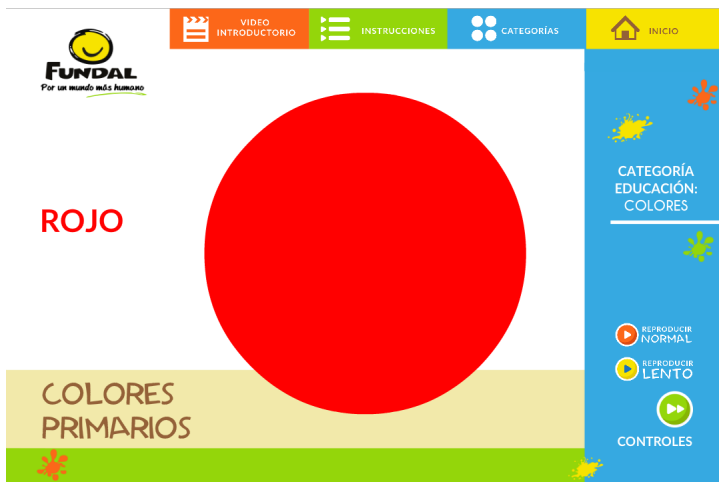 VIDEO
INTRODUCTORIO
INSTRUCCIONES
CATEGORÍAS
INICIO
FUNDAL
Por un mundo más humano
CATEGORÍA
EDUCACIÓN:
COLORES
ROJO
REPRODUCIR
NORMAL
REPRODUCIR
LENTO
COLORES
PRIMARIOS
CONTROLES